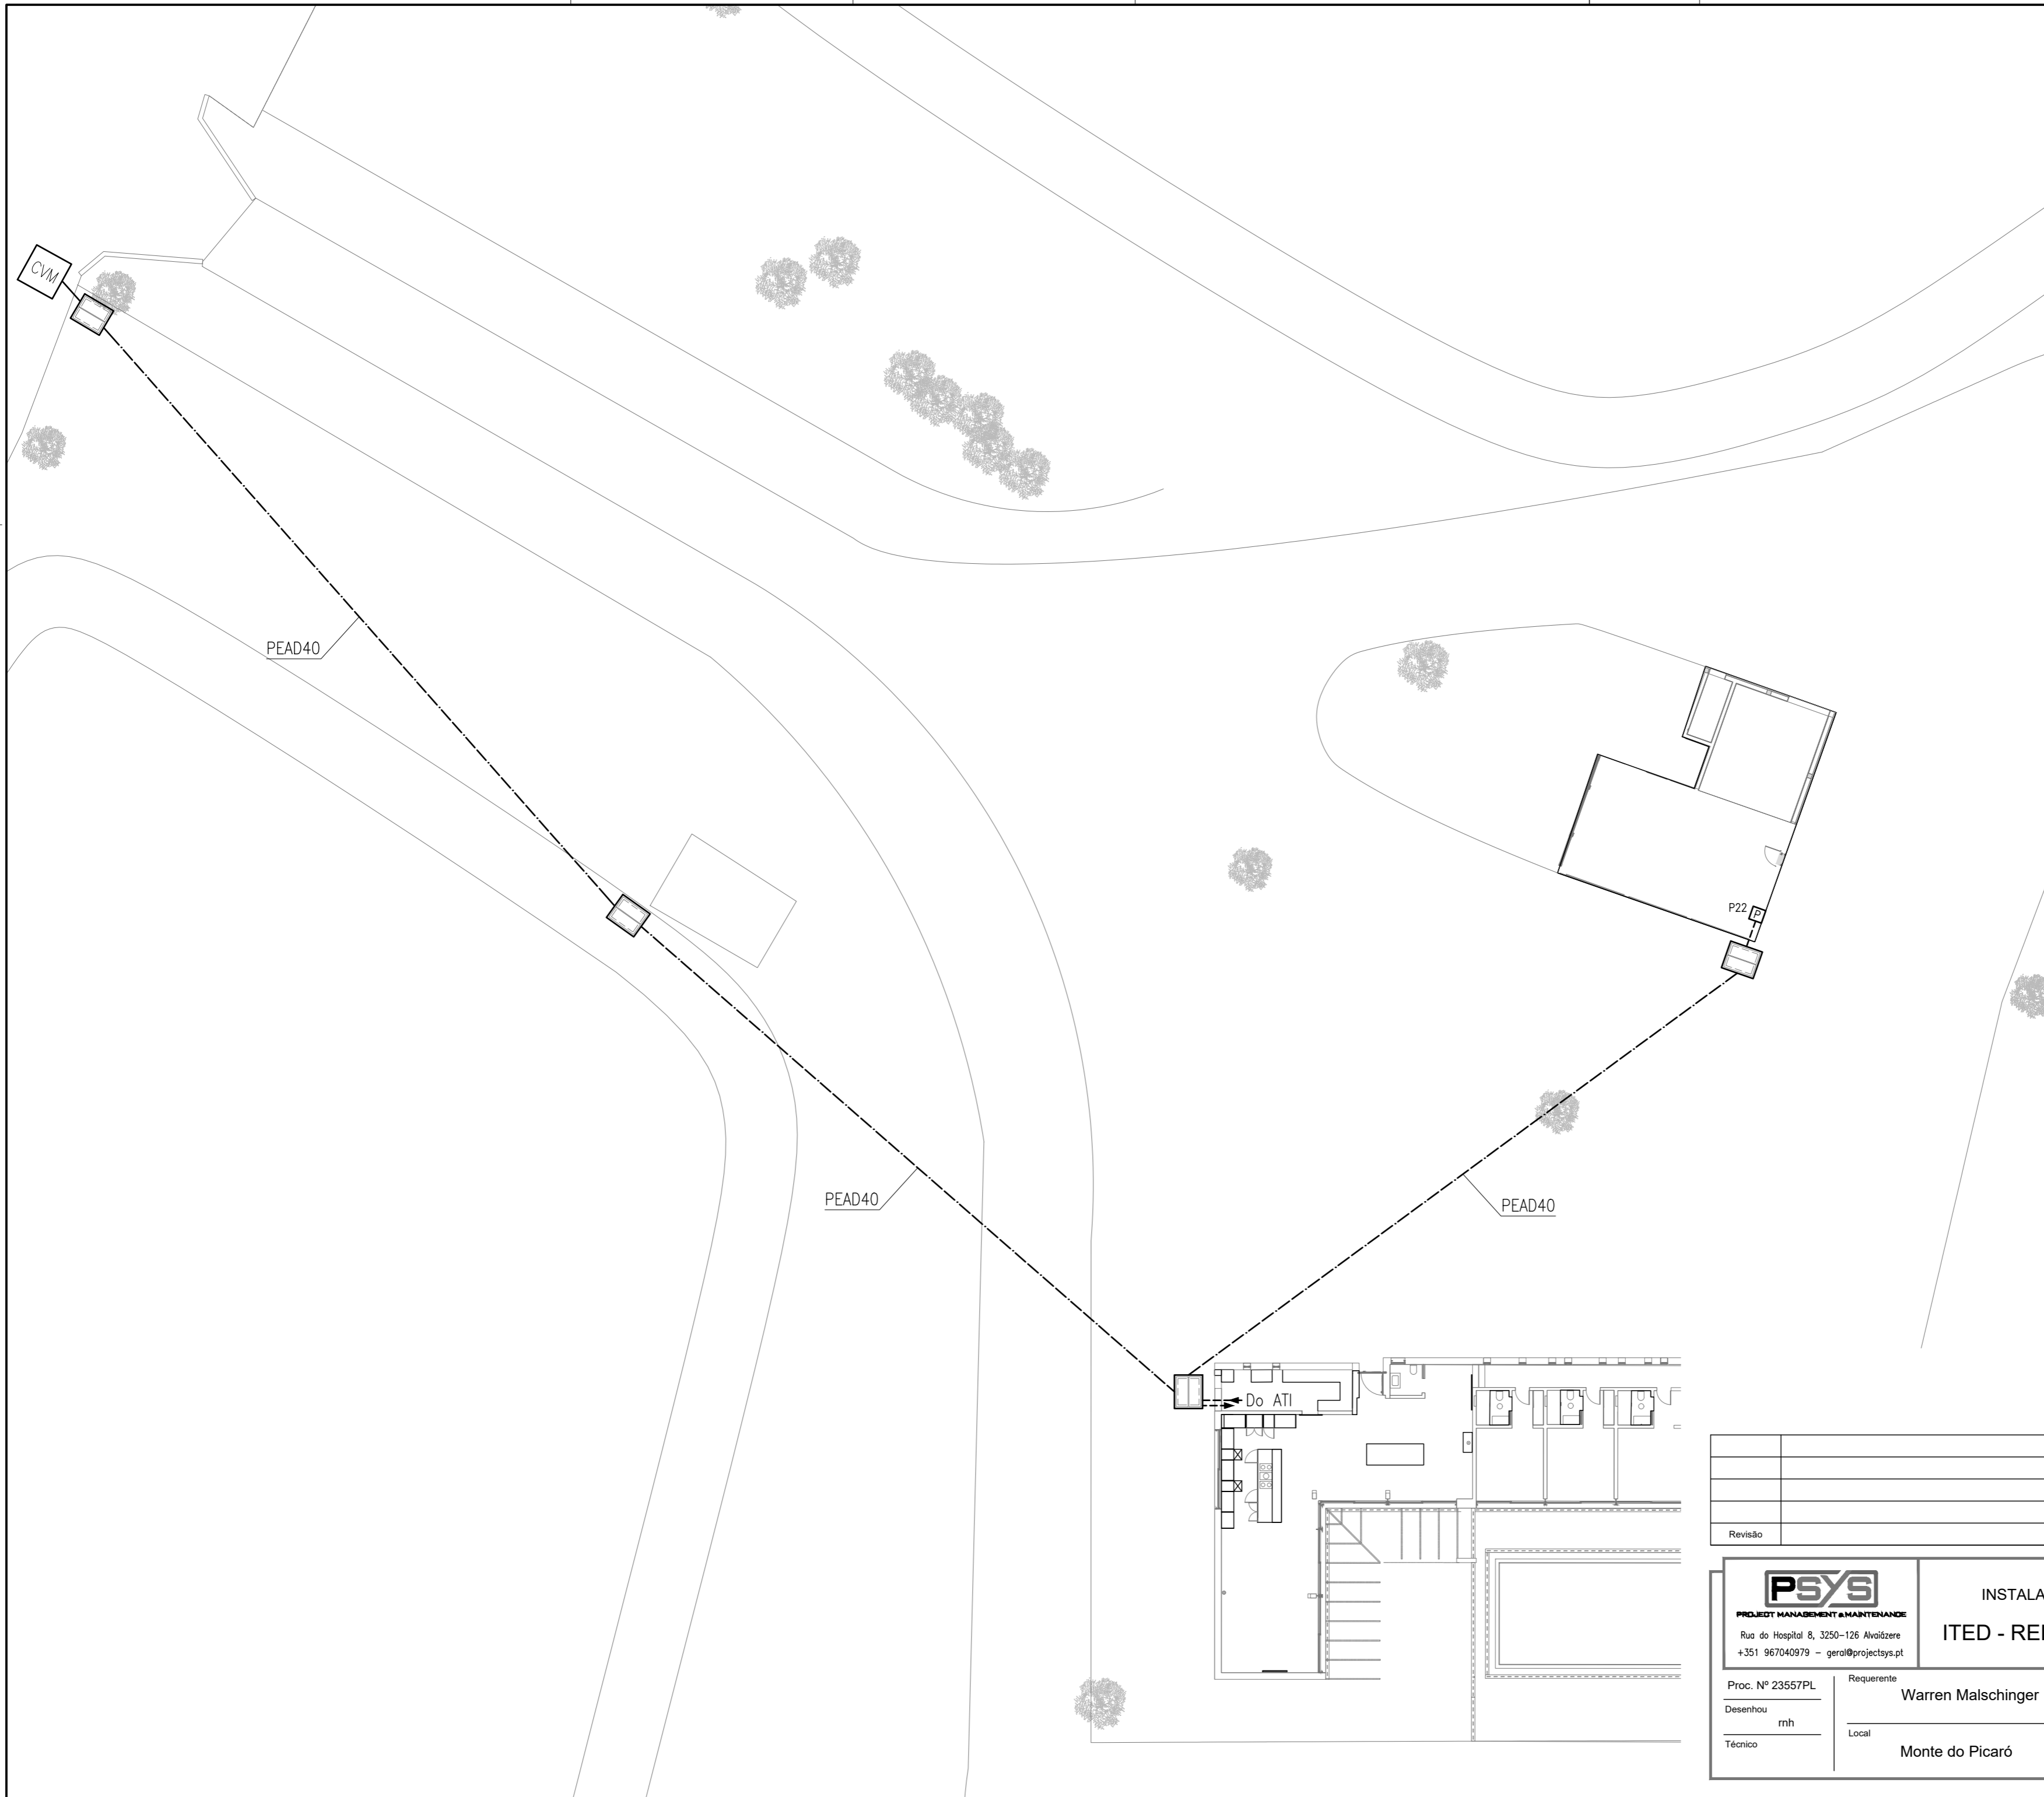 CVM
PEAD40
P22
P
PEAD40
PEAD40
Do ATI
Revisão
PSYS
PROJECT MANAGEMENT & MAINTENANCE
Rua do Hospital 8, 3250-126 Alvaiázere
+351 967040979 - geral@projectsys.pt
INSTALA
ITED - RE
Proc. Nº 23557PL
Desenhou
rnh
Técnico
Requerente
Warren Malschinger
Local
Monte do Picaró